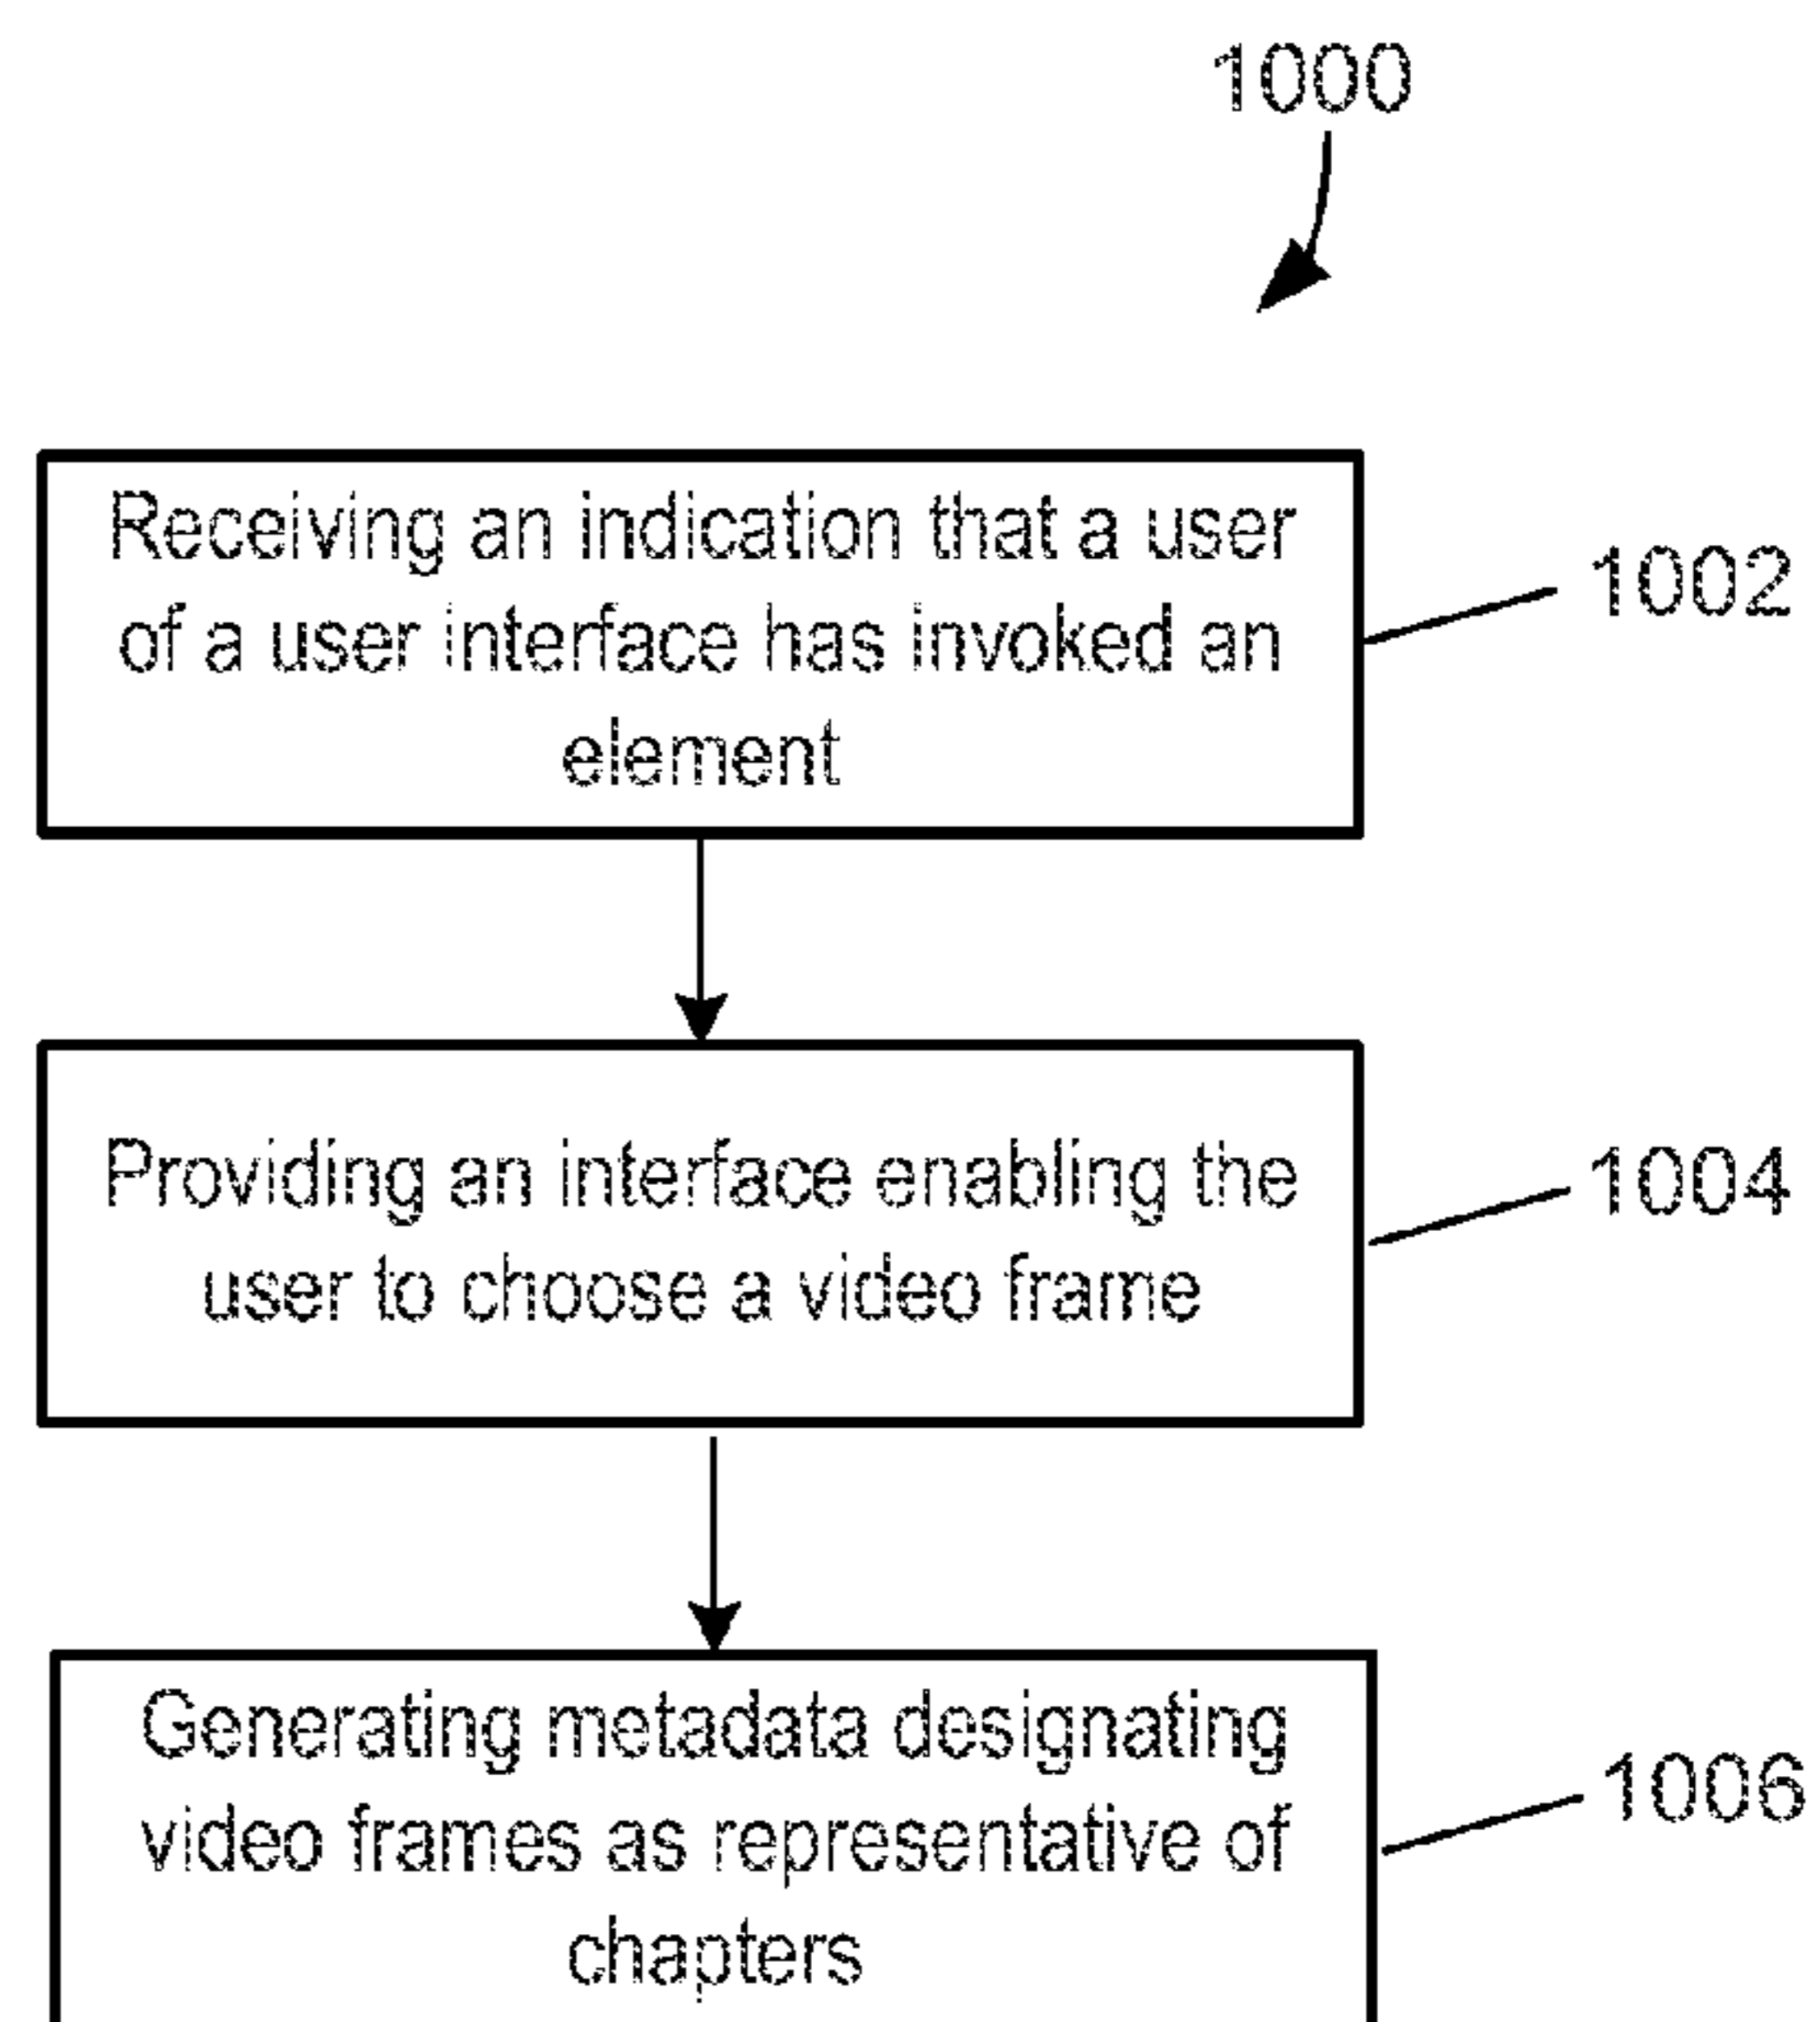 1000
Receiving an indication that a user
of a user interface has invoked an
element
1002
Providing an interface enabling the
user to choose a video frame
1004
Generating metadata designating
video frames as representative of
chapters
1006